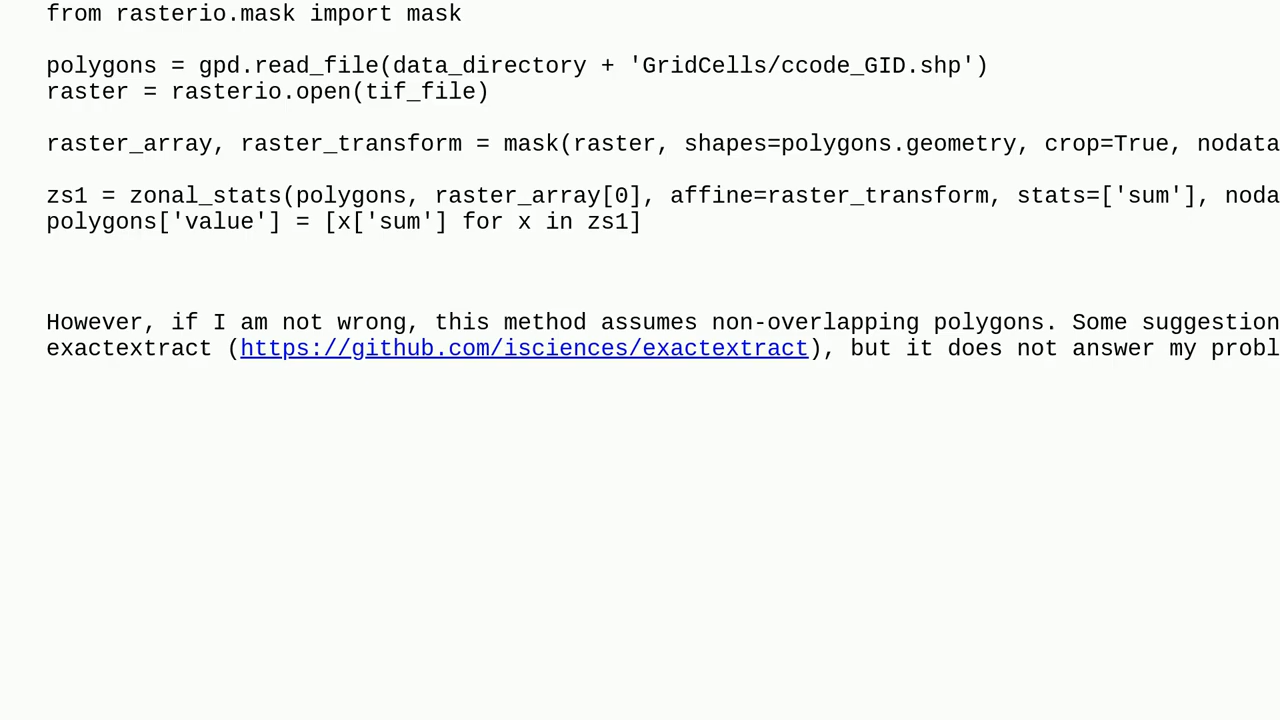 from rasterio.mask import mask
polygons = gpd.read_file(data_directory + 'GridCells/ccode_GID.shp')
raster = rasterio.open(tif_file)
raster_array, raster_transform = mask(raster, shapes=polygons.geometry, crop=True, nodata
zs1 = zonal_stats(polygons, raster_array[0], affine=raster_transform, stats=['sum'], noda
polygons['value'] = [x['sum'] for x in zs1]
However, if I am not wrong, this method assumes non-overlapping polygons. Some suggestion
exactextract (https://github.com/isciences/exactextract), but it does not answer my probl